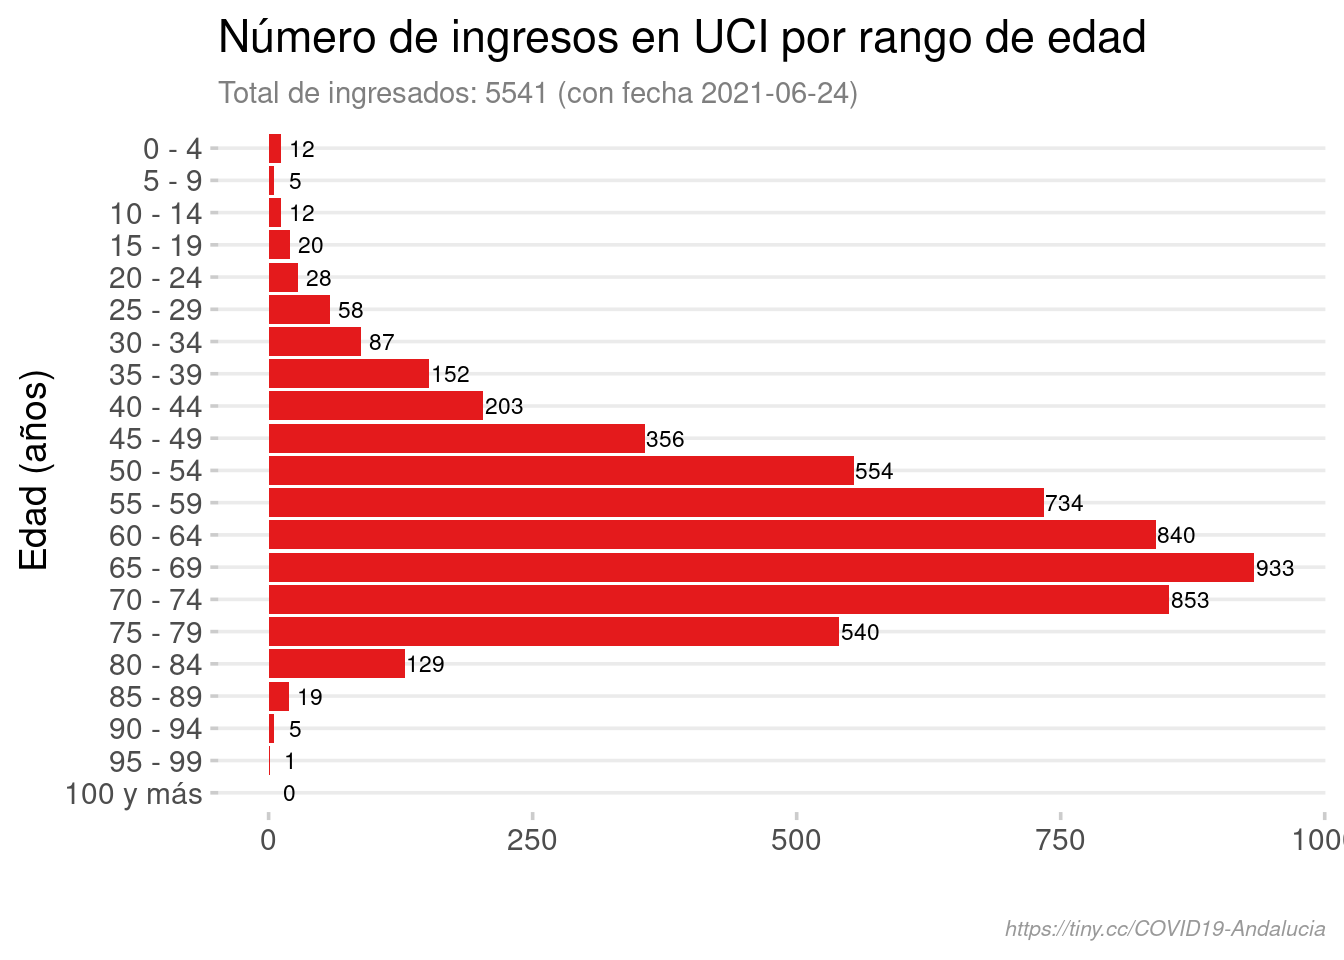 Número de ingresos en UCI por rango de edad
Total de ingresados: 5541 (con fecha 2021-06-24)
Edad (años)
0 - 4 12
5 - 9 5
10 - 14 12
15 - 19 20
20 - 24 28
25 - 29 58
30 - 34 87
35 - 39 152
40 - 44 203
45 - 49 356
50 - 54 554
55 - 59 734
60 - 64 840
65 - 69 933
70 - 74 853
75 - 79 540
80 - 84 129
85 - 89 19
90 - 94 5
95 - 99 1
100 y más 0
0 250 500 750 1000
https://tiny.cc/COVID19-Andalucia